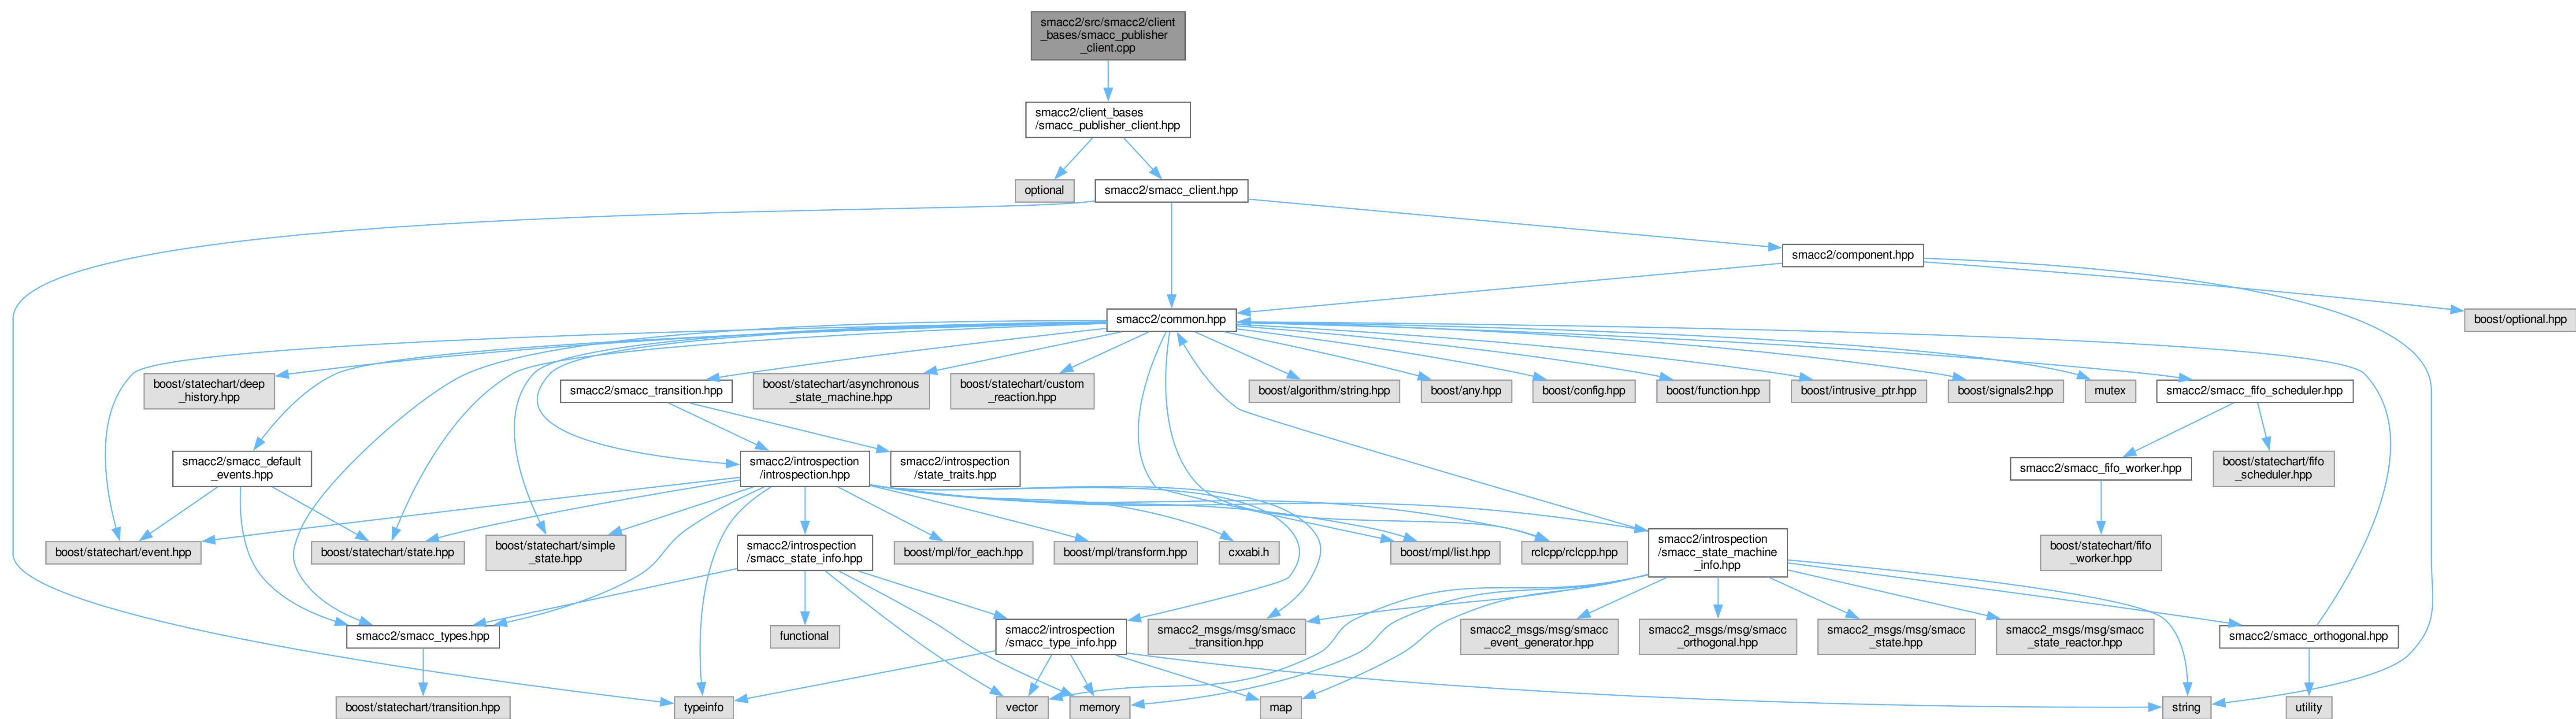 smacc2/src/smacc2/client
_bases/smacc_publisher
_client.cpp
smacc2/client_bases
/smacc_publisher_client.hpp
optional
smacc2/smacc_client.hpp
smacc2/component.hpp
smacc2/common.hpp
boost/optional.hpp
boost/statechart/deep
_history.hpp
smacc2/smacc_transition.hpp
boost/statechart/asynchronous
_state_machine.hpp
boost/statechart/custom
_reaction.hpp
boost/algorithm/string.hpp
boost/any.hpp
boost/config.hpp
boost/function.hpp
boost/intrusive_ptr.hpp
boost/signals2.hpp
mutex
smacc2/smacc_fifo_scheduler.hpp
smacc2/smacc_default
_events.hpp
smacc2/introspection
/introspection.hpp
smacc2/introspection
/state_traits.hpp
smacc2/smacc_fifo_worker.hpp
boost/statechart/fifo
_scheduler.hpp
boost/statechart/event.hpp
boost/statechart/state.hpp
boost/statechart/simple
_state.hpp
smacc2/introspection
/smacc_state_info.hpp
boost/mpl/for_each.hpp
boost/mpl/transform.hpp
cxxabi.h
boost/mpl/list.hpp
rclcpp/rclcpp.hpp
smacc2/introspection
/smacc_state_machine
_info.hpp
boost/statechart/fifo
_worker.hpp
smacc2/smacc_types.hpp
functional
smacc2/introspection
/smacc_type_info.hpp
smacc2_msgs/msg/smacc
_transition.hpp
smacc2_msgs/msg/smacc
_event_generator.hpp
smacc2_msgs/msg/smacc
_orthogonal.hpp
smacc2_msgs/msg/smacc
_state.hpp
smacc2_msgs/msg/smacc
_state_reactor.hpp
smacc2/smacc_orthogonal.hpp
boost/statechart/transition.hpp
typeinfo
vector
memory
map
string
utility